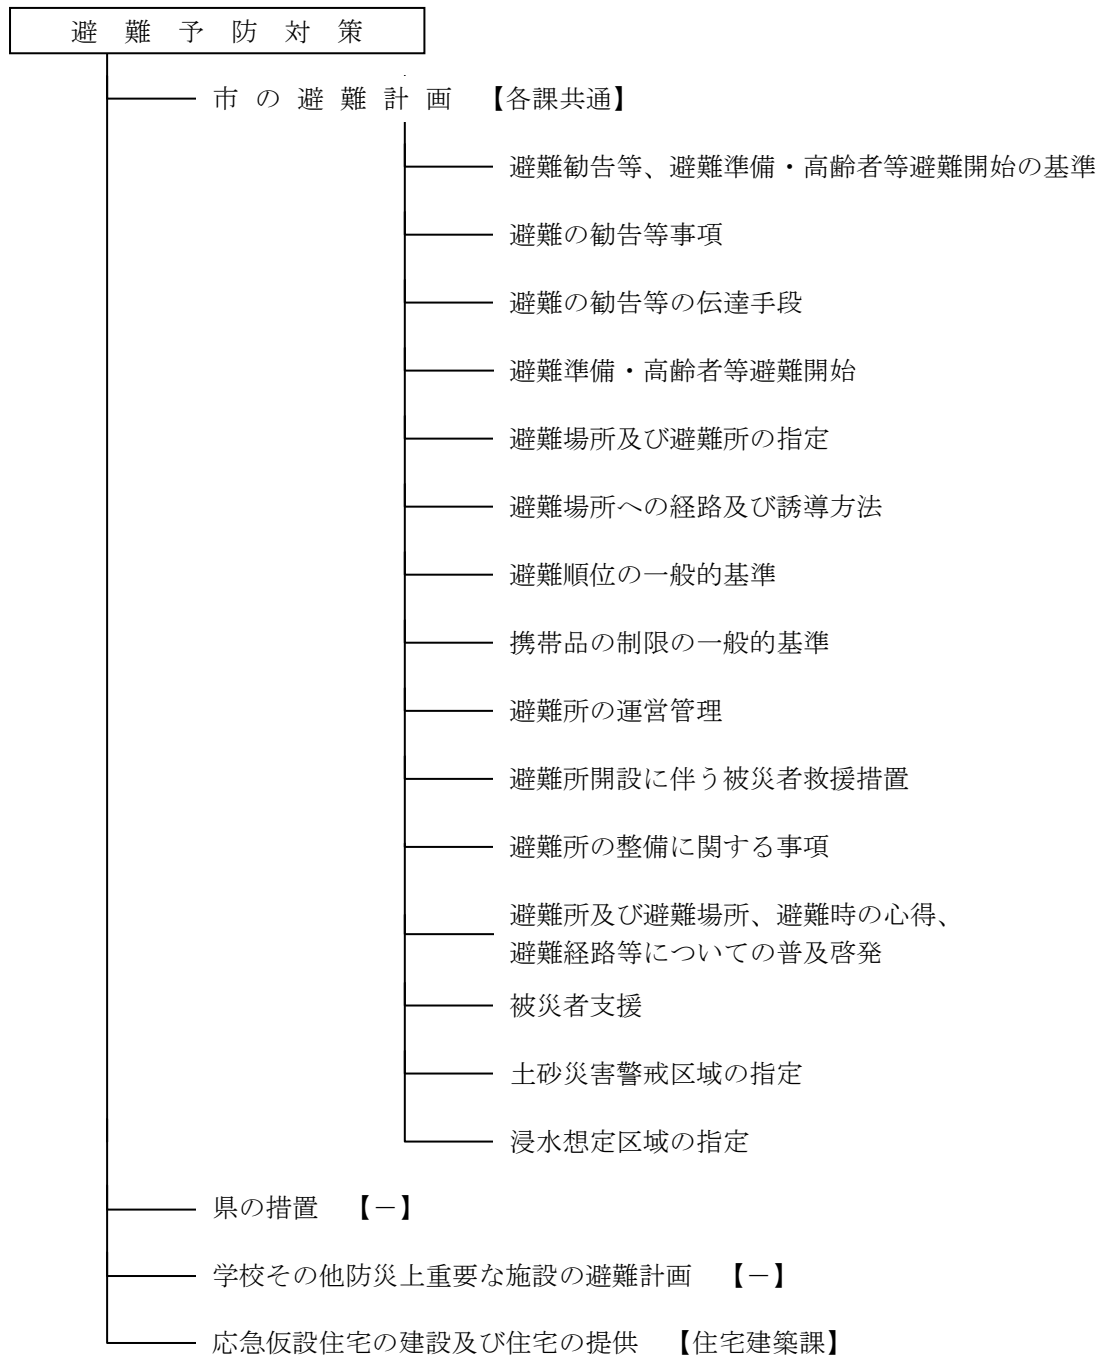 避難予防対策
市の避難計画 【各課共通】
避難勧告等、避難準備・高齢者等避難開始の基準
避難の勧告等事項
避難の勧告等の伝達手段
避難準備・高齢者等避難開始
避難場所及び避難所の指定
避難場所への経路及び誘導方法
避難順位の一般的基準
携帯品の制限の一般的基準
避難所の運営管理
避難所開設に伴う被災者救援措置
避難所の整備に関する事項
避難所及び避難場所、避難時の心得、
避難経路等についての普及啓発
被災者支援
土砂災害警戒区域の指定
浸水想定区域の指定
県の措置 【－】
学校その他防災上重要な施設の避難計画 【－】
応急仮設住宅の建設及び住宅の提供 【住宅建築課】